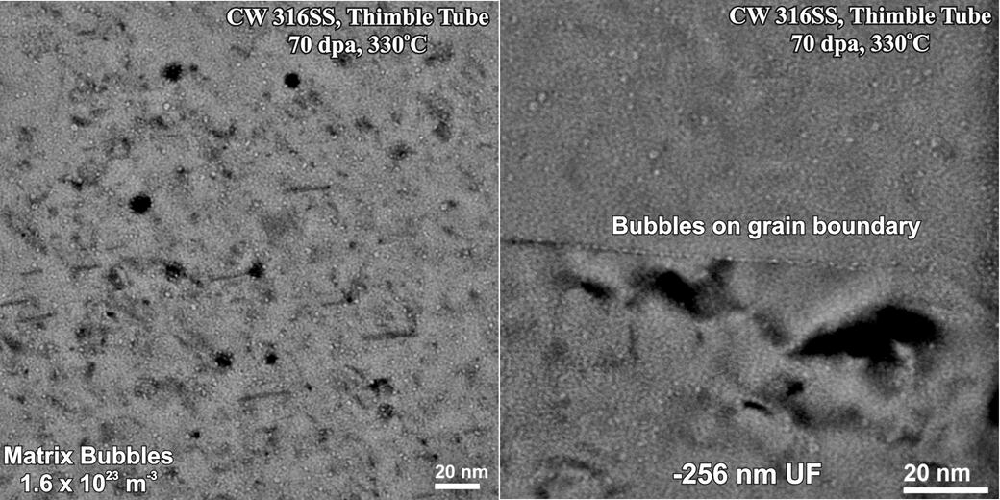 CW 316SS, Thimble Tube
70 dpa, 330°C
Matrix Bubbles
1.6 x 10²³ m⁻³
20 nm
CW 316SS, Thimble Tube
70 dpa, 330°C
Bubbles on grain boundary
-256 nm UF
20 nm